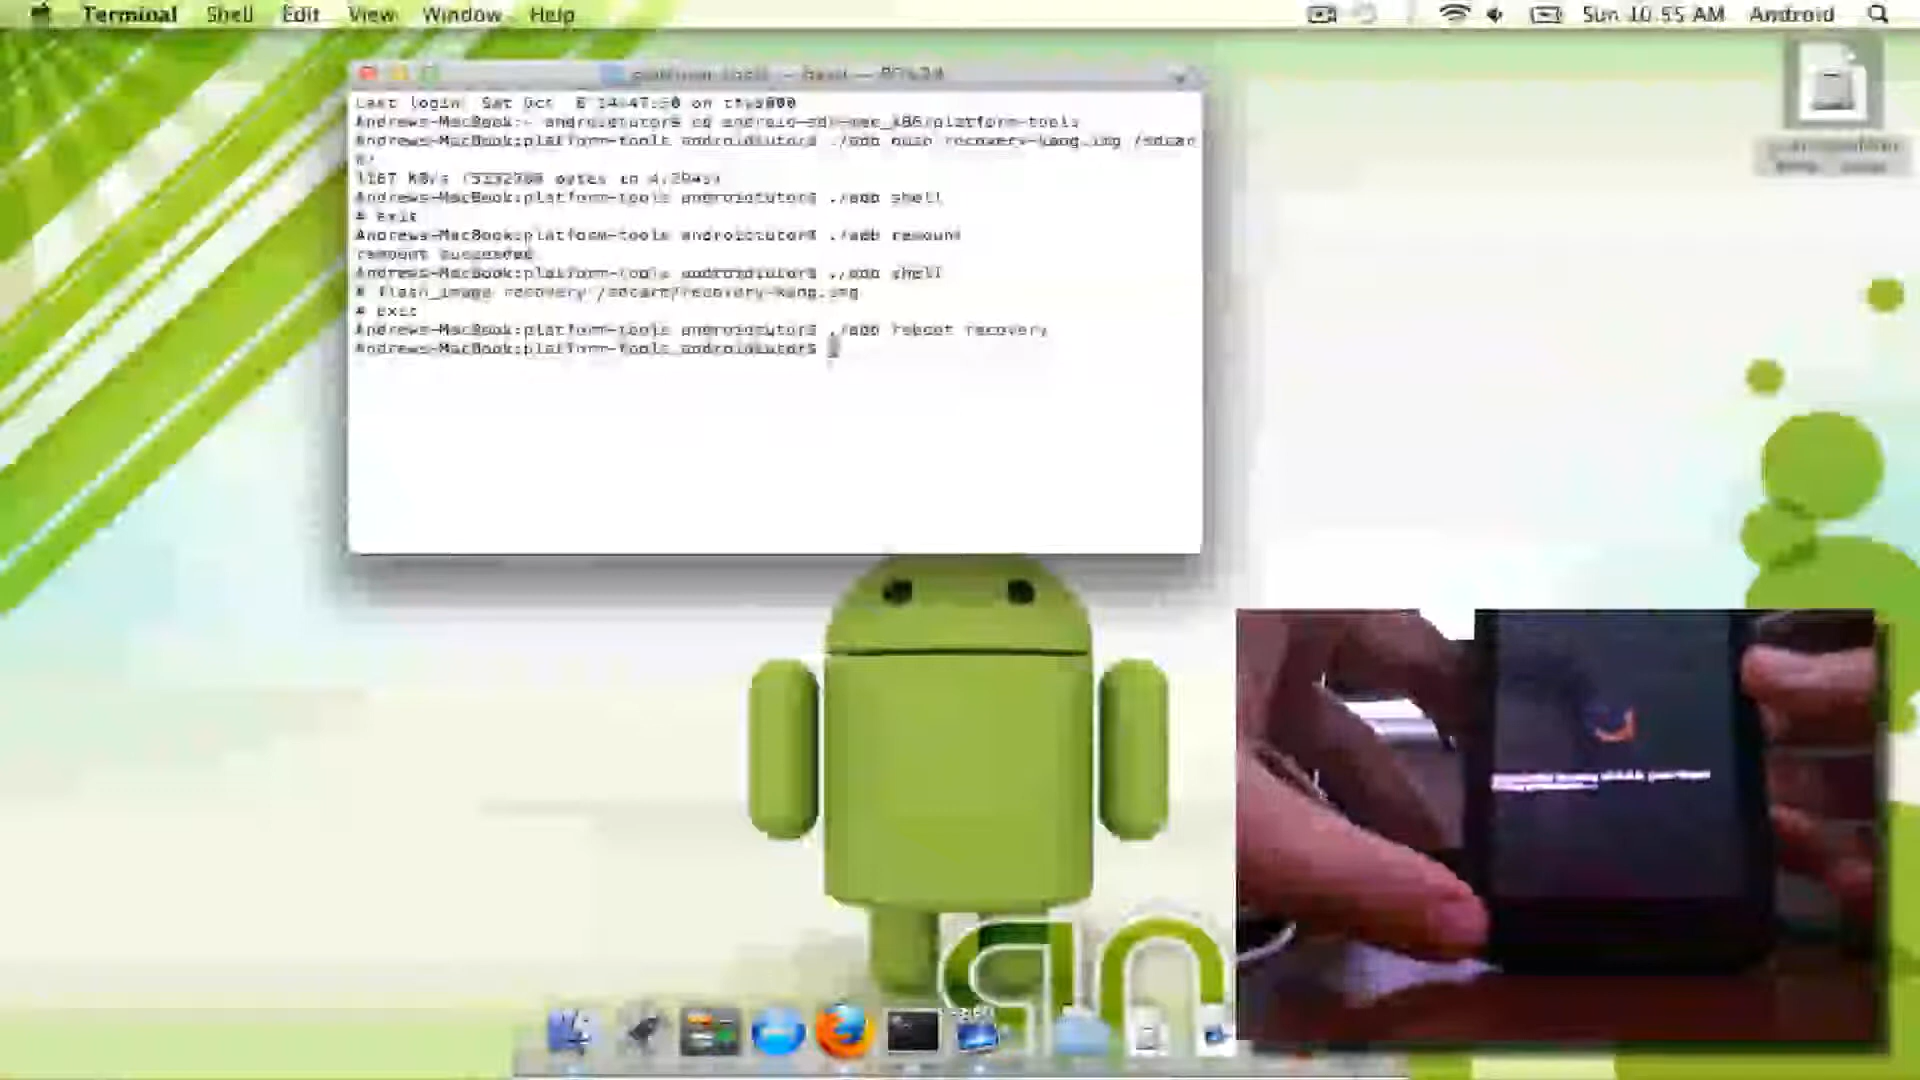 Terminal Shell Edit View Window Help Sun 10:55 AM Android
Last login: Sat Oct 6 14:47:50 on ttys000
Andrews-MacBook:~ androidtutor$ cd android-sdk-mac_x86/platform-tools
Andrews-MacBook:platform-tools androidtutor$ ./adb push recovery-kang.img /sdcar
d/
1167 KB/s (5132288 bytes in 4.294s)
Andrews-MacBook:platform-tools androidtutor$ ./adb shell
# exit
Andrews-MacBook:platform-tools androidtutor$ ./adb remount
remount succeeded
Andrews-MacBook:platform-tools androidtutor$ ./adb shell
# flash_image recovery /sdcard/recovery-kang.img
# exit
Andrews-MacBook:platform-tools androidtutor$ ./adb reboot recovery
Andrews-MacBook:platform-tools androidtutor$